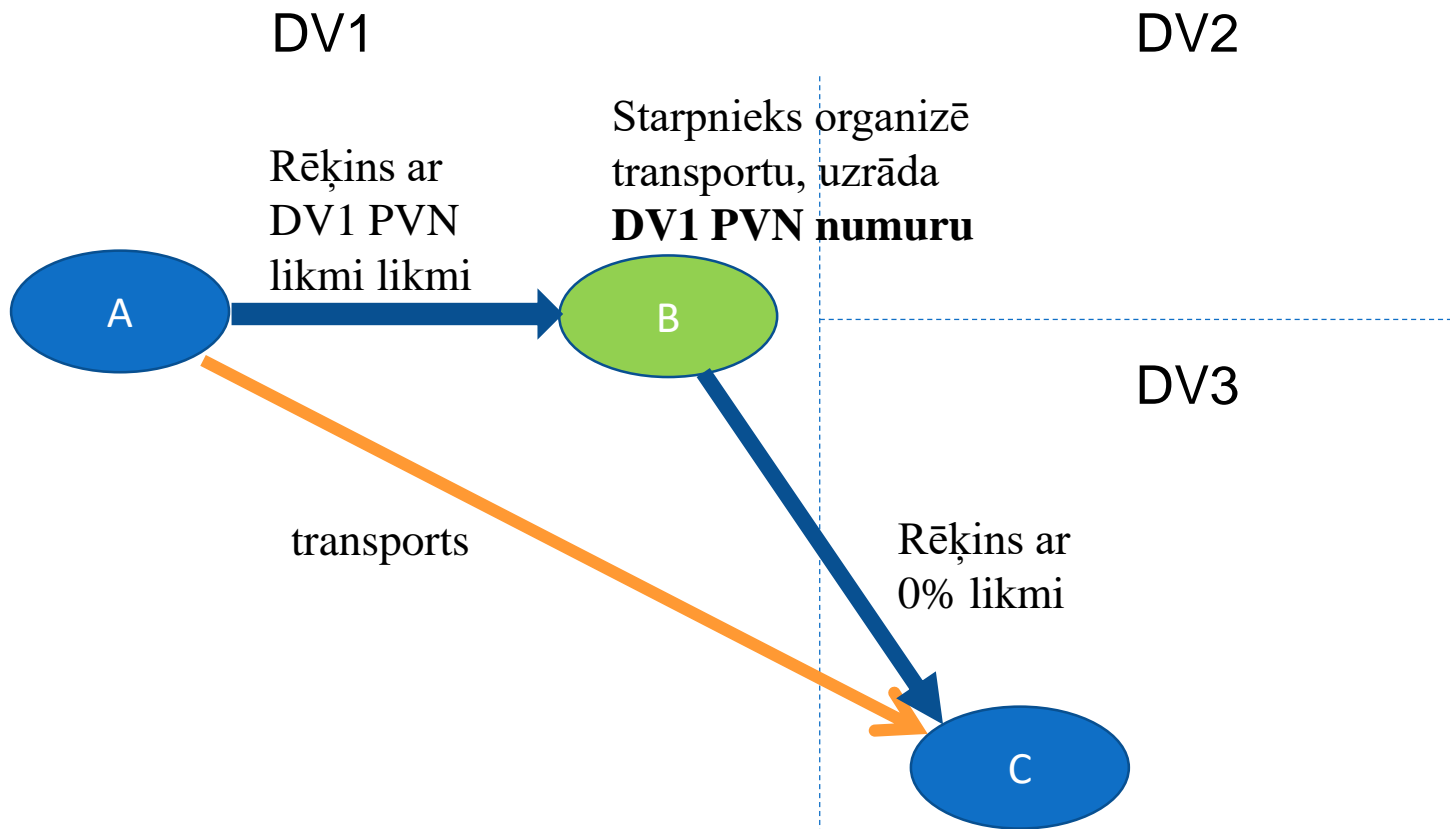 DV1
DV2
Starpnieks organizē
transportu, uzrāda
DV1 PVN numuru
Rēķins ar
DV1 PVN
likmi likmi
A
B
DV3
transports
Rēķins ar
0% likmi
C